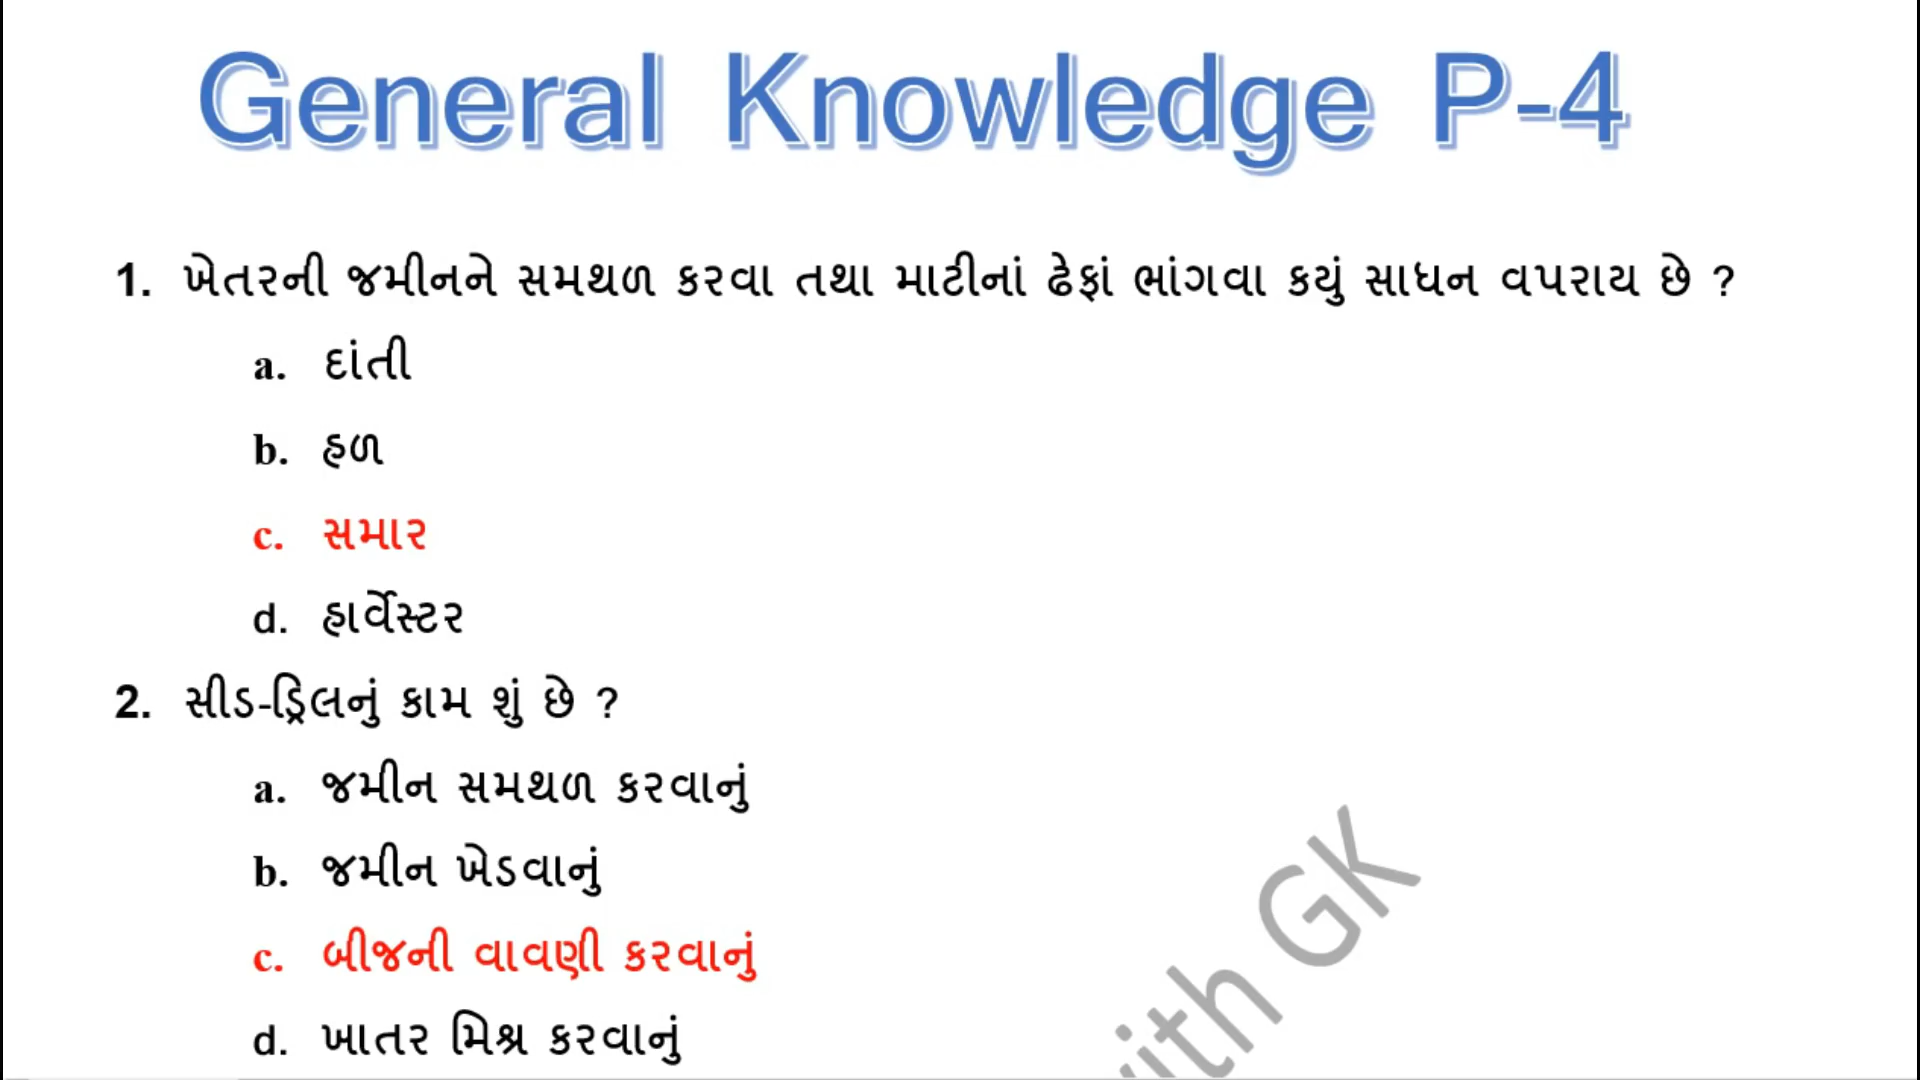 General Knowledge P-4
1. ખેતરની જમીનને સમથળ કરવા તથા માટીનાં ઢેફાં ભાંગવા કયું સાધન વપરાય છે ?
a. દાંતી
b. હળ
c. સમાર
d. હાર્વેસ્ટર
2. સીડ-ડ્રિલનું કામ શું છે ?
a. જમીન સમથળ કરવાનું
b. જમીન ખેડવાનું
c. બીજની વાવણી કરવાનું
d. ખાતર મિશ્ર કરવાનું
with GK